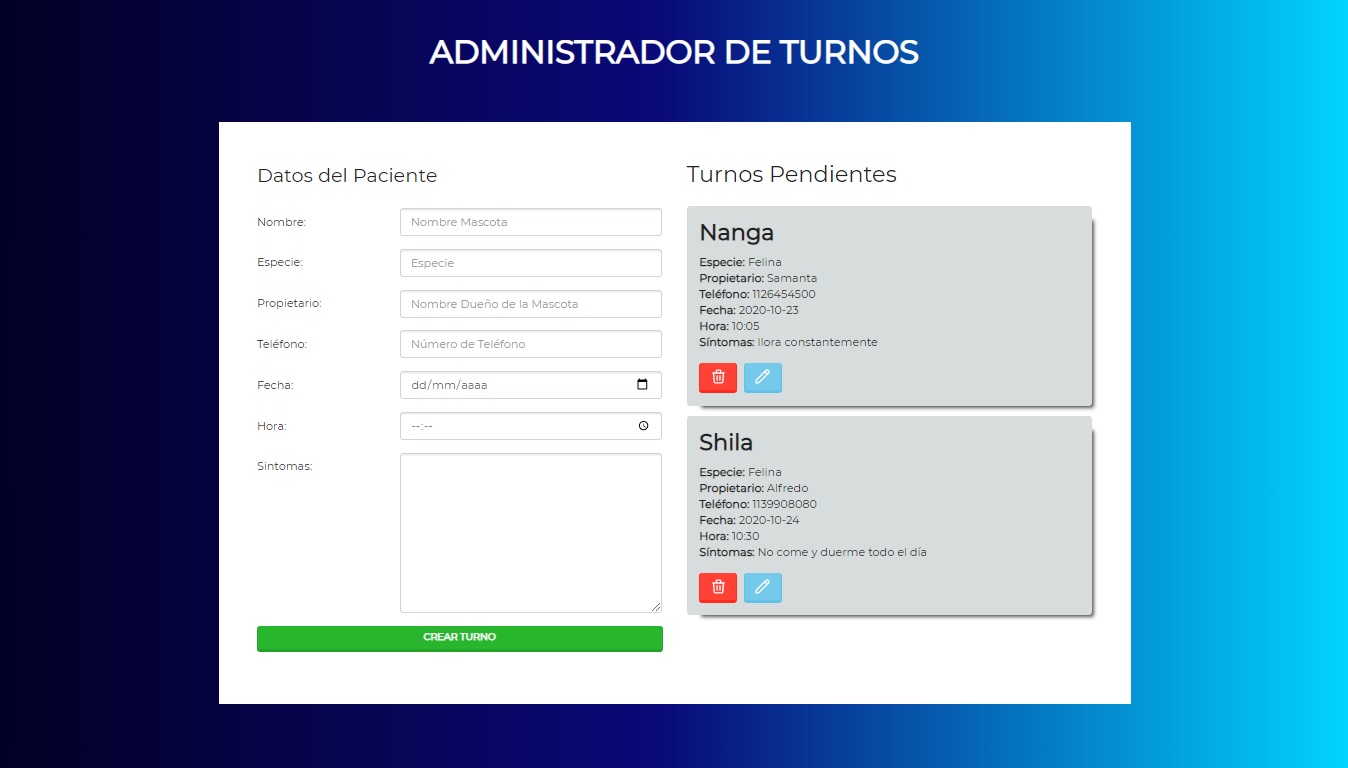 ADMINISTRADOR DE TURNOS
Datos del Paciente
Nombre:
Nombre Mascota
Especie:
Especie
Propietario:
Nombre Dueño de la Mascota
Teléfono:
Número de Teléfono
Fecha:
dd/mm/aaaa
Hora:
--:--
Sintomas:
CREAR TURNO
Turnos Pendientes
Nanga
Especie: Felina
Propietario: Samanta
Teléfono: 1126454500
Fecha: 2020-10-23
Hora: 10:05
Síntomas: llora constantemente
Shila
Especie: Felina
Propietario: Alfredo
Teléfono: 1139908080
Fecha: 2020-10-24
Hora: 10:30
Síntomas: No come y duerme todo el día